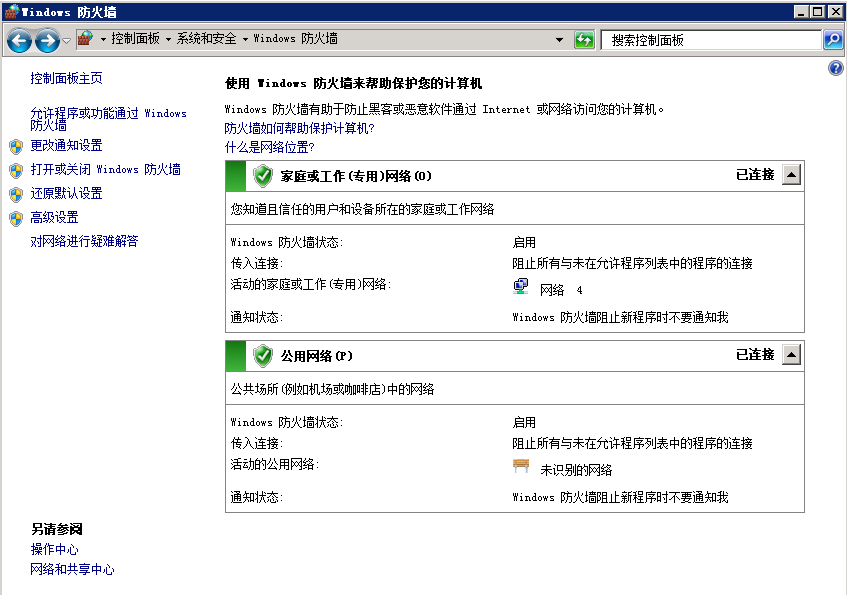 Windows 防火墙
控制面板 系统和安全 Windows 防火墙
搜索控制面板
控制面板主页
允许程序或功能通过 Windows
防火墙
更改通知设置
打开或关闭 Windows 防火墙
还原默认设置
高级设置
对网络进行疑难解答
使用 Windows 防火墙来帮助保护您的计算机
Windows 防火墙有助于防止黑客或恶意软件通过 Internet 或网络访问您的计算机。
防火墙如何帮助保护计算机?
什么是网络位置?
家庭或工作(专用)网络(O) 已连接
您知道且信任的用户和设备所在的家庭或工作网络
Windows 防火墙状态: 启用
传入连接: 阻止所有与未在允许程序列表中的程序的连接
活动的家庭或工作(专用)网络: 网络 4
通知状态: Windows 防火墙阻止新程序时不要通知我
公用网络(P) 已连接
公共场所(例如机场或咖啡店)中的网络
Windows 防火墙状态: 启用
传入连接: 阻止所有与未在允许程序列表中的程序的连接
活动的公用网络: 未识别的网络
通知状态: Windows 防火墙阻止新程序时不要通知我
另请参阅
操作中心
网络和共享中心